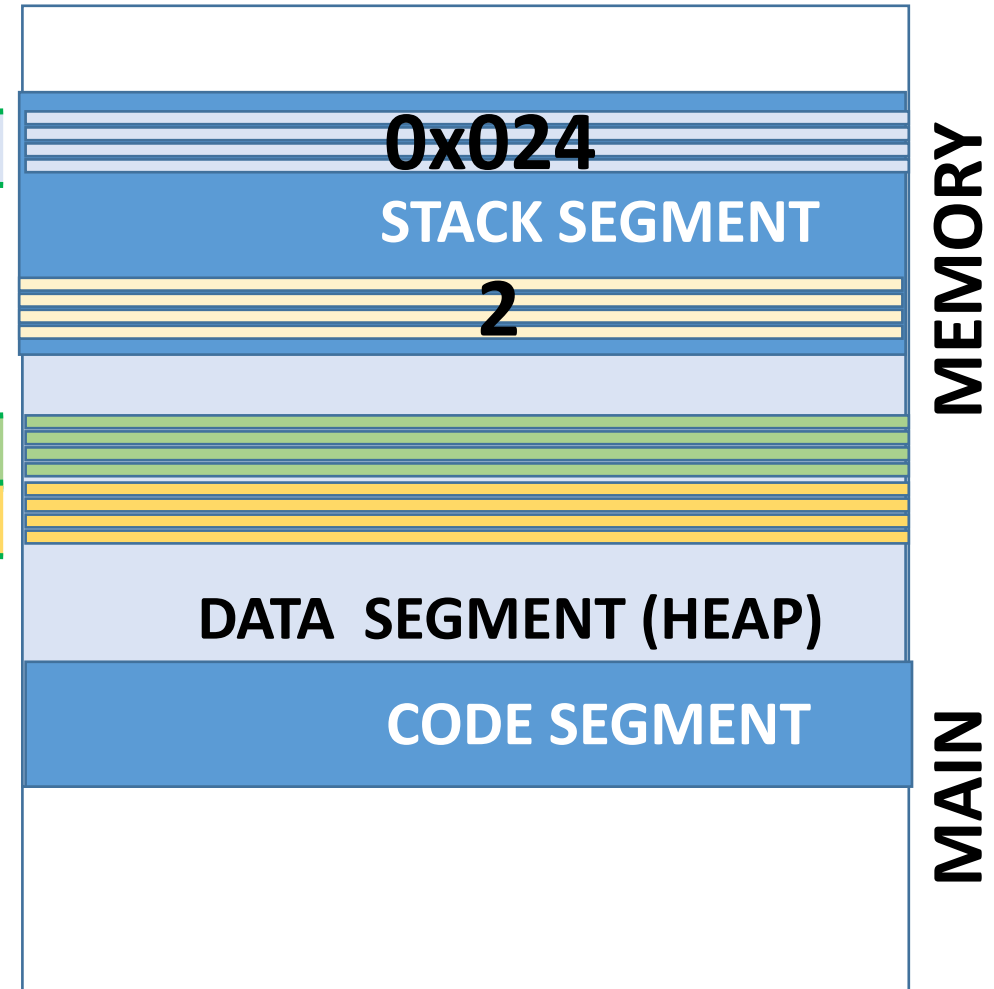 0x024
STACK SEGMENT
2
DATA SEGMENT (HEAP)
CODE SEGMENT
MAIN MEMORY